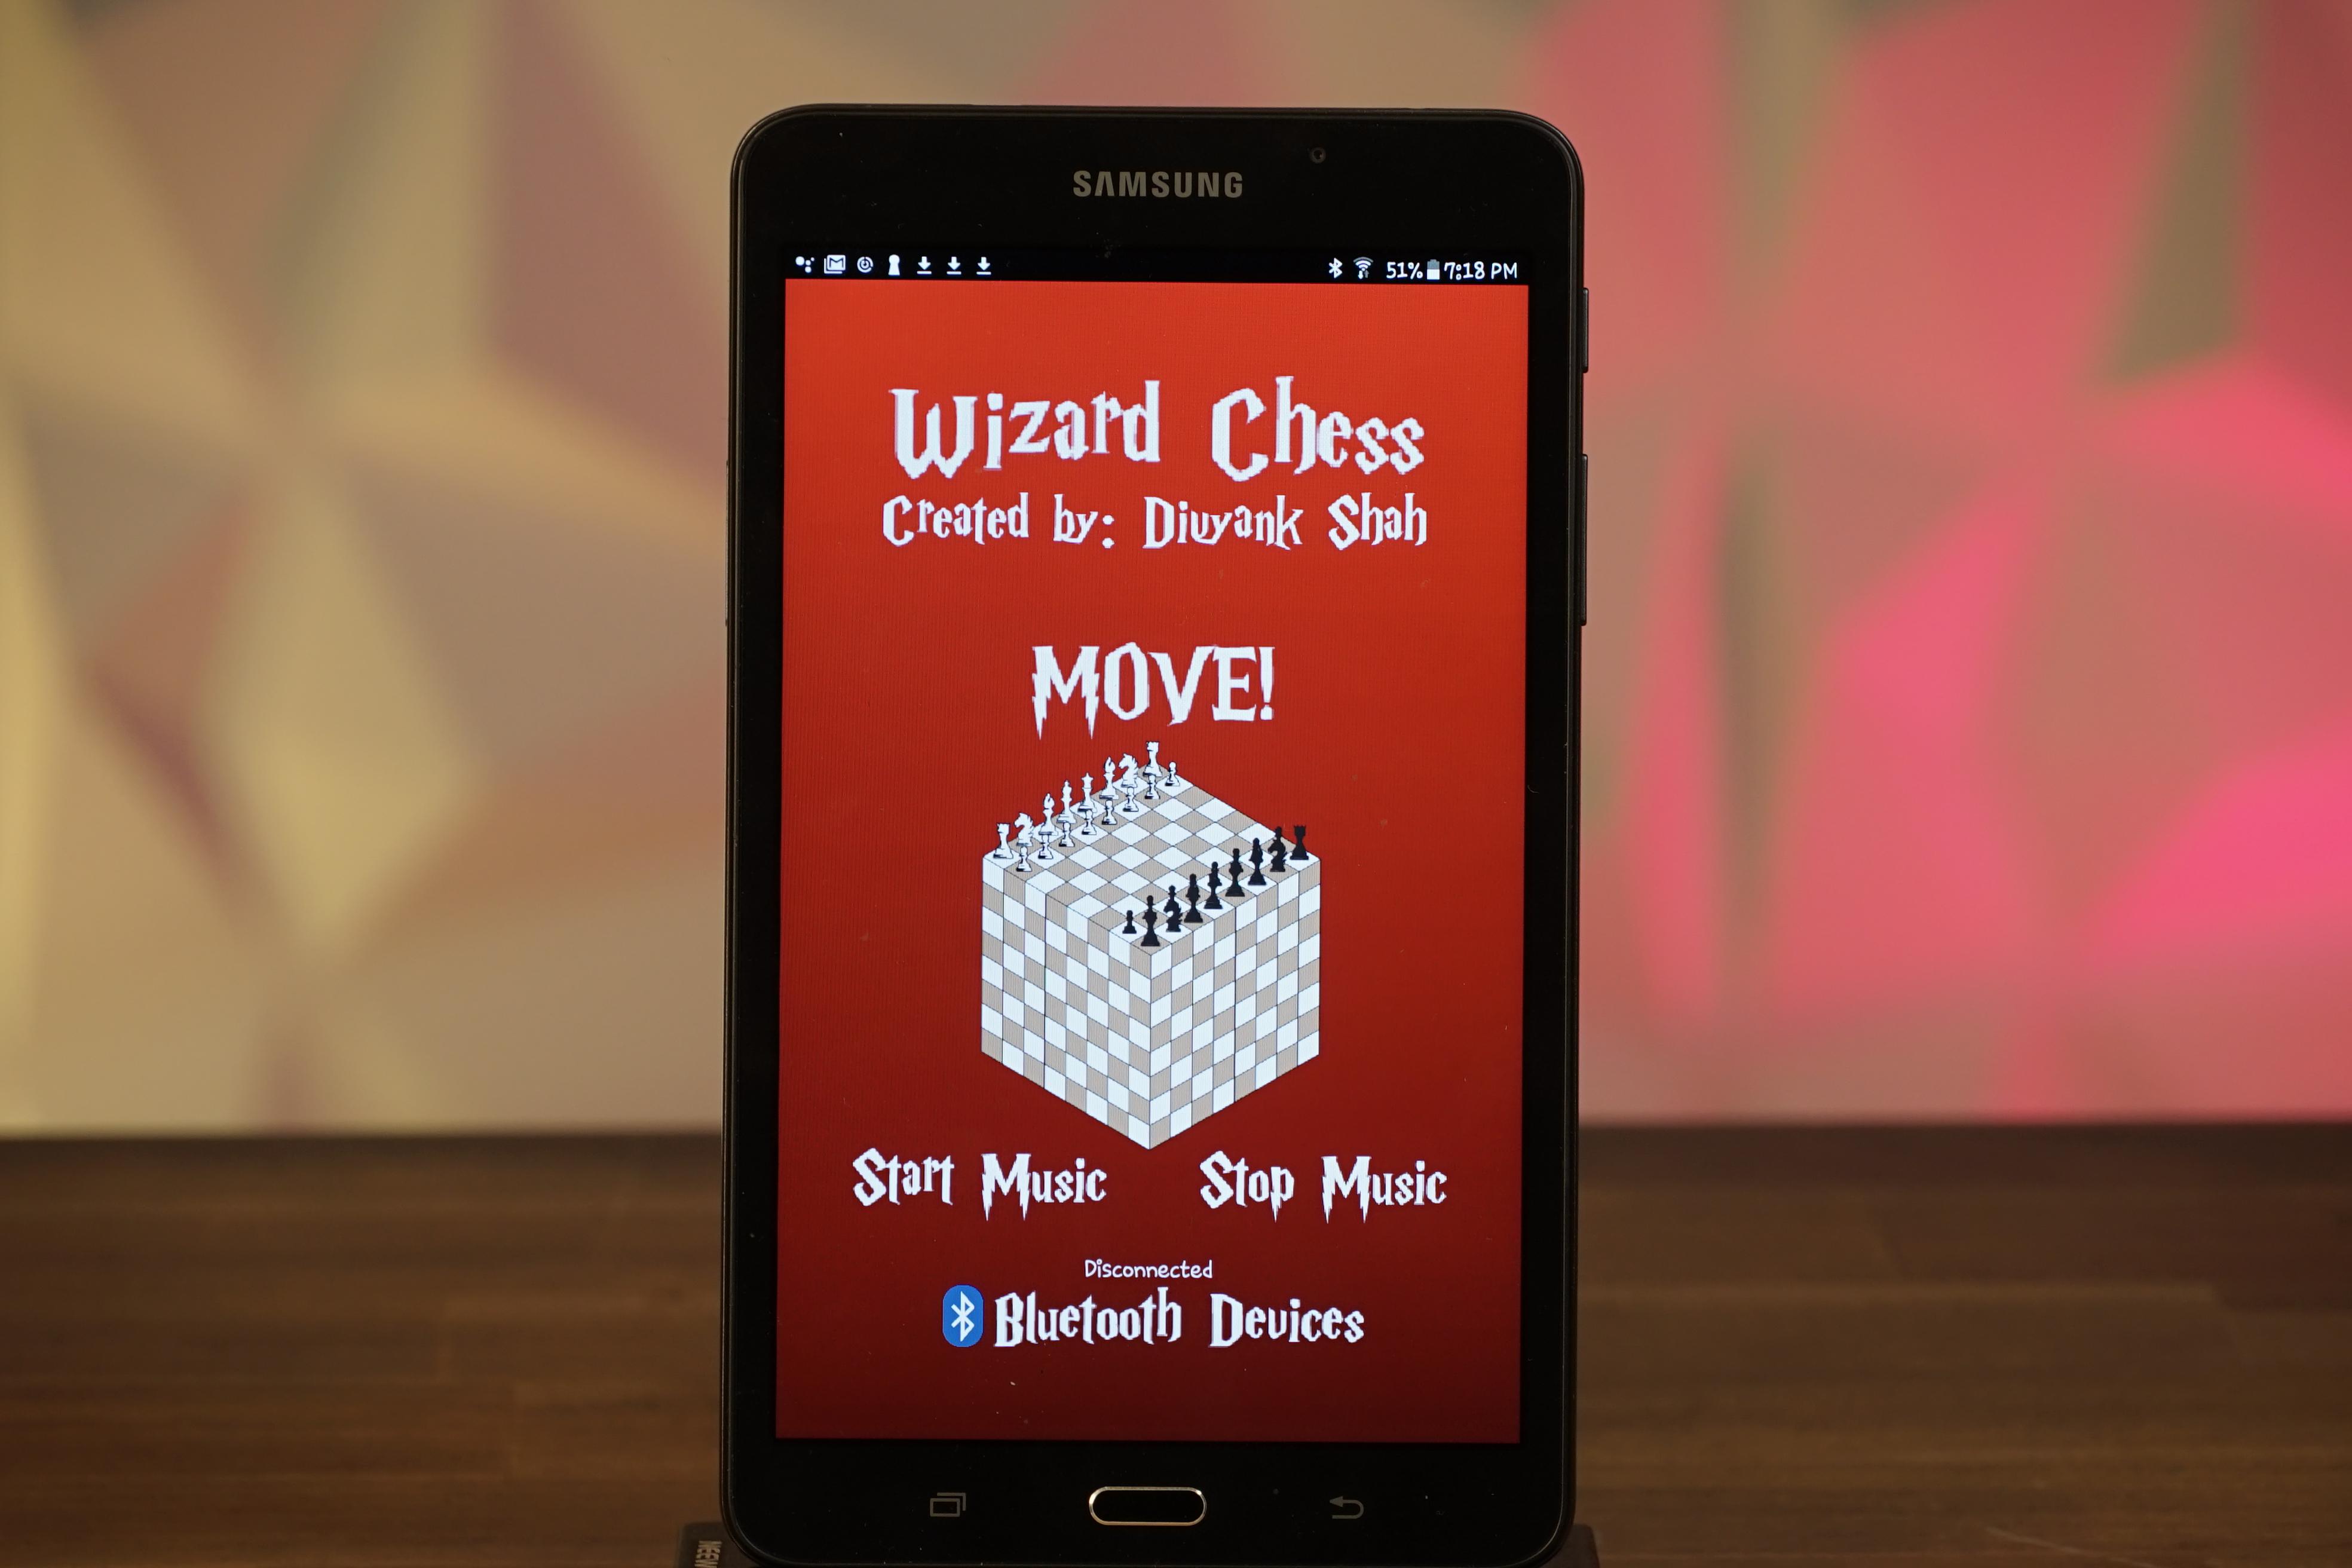 SAMSUNG
51% 7:18 PM
Wizard Chess
Created by: Divyank Shah
MOVE!
Start Music Stop Music
Disconnected
Bluetooth Devices